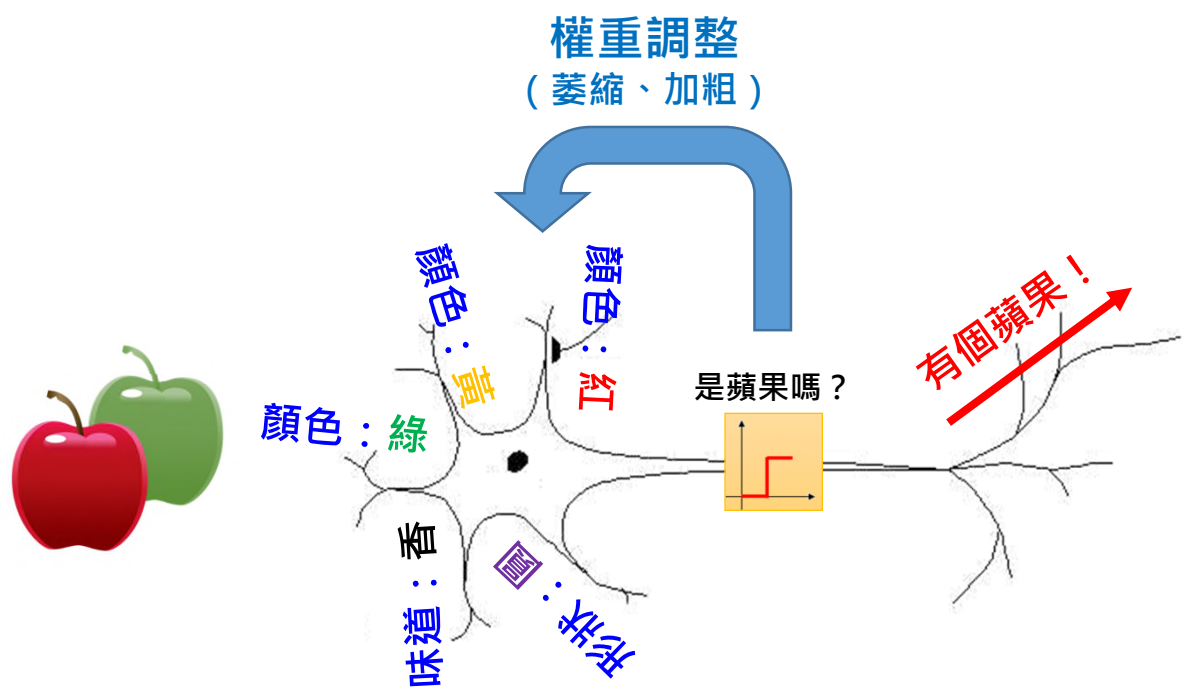 權重調整
（萎縮、加粗）
顏色：黃
顏色：紅
顏色：綠
味道：香
形狀：圓
是蘋果嗎？
有個蘋果！